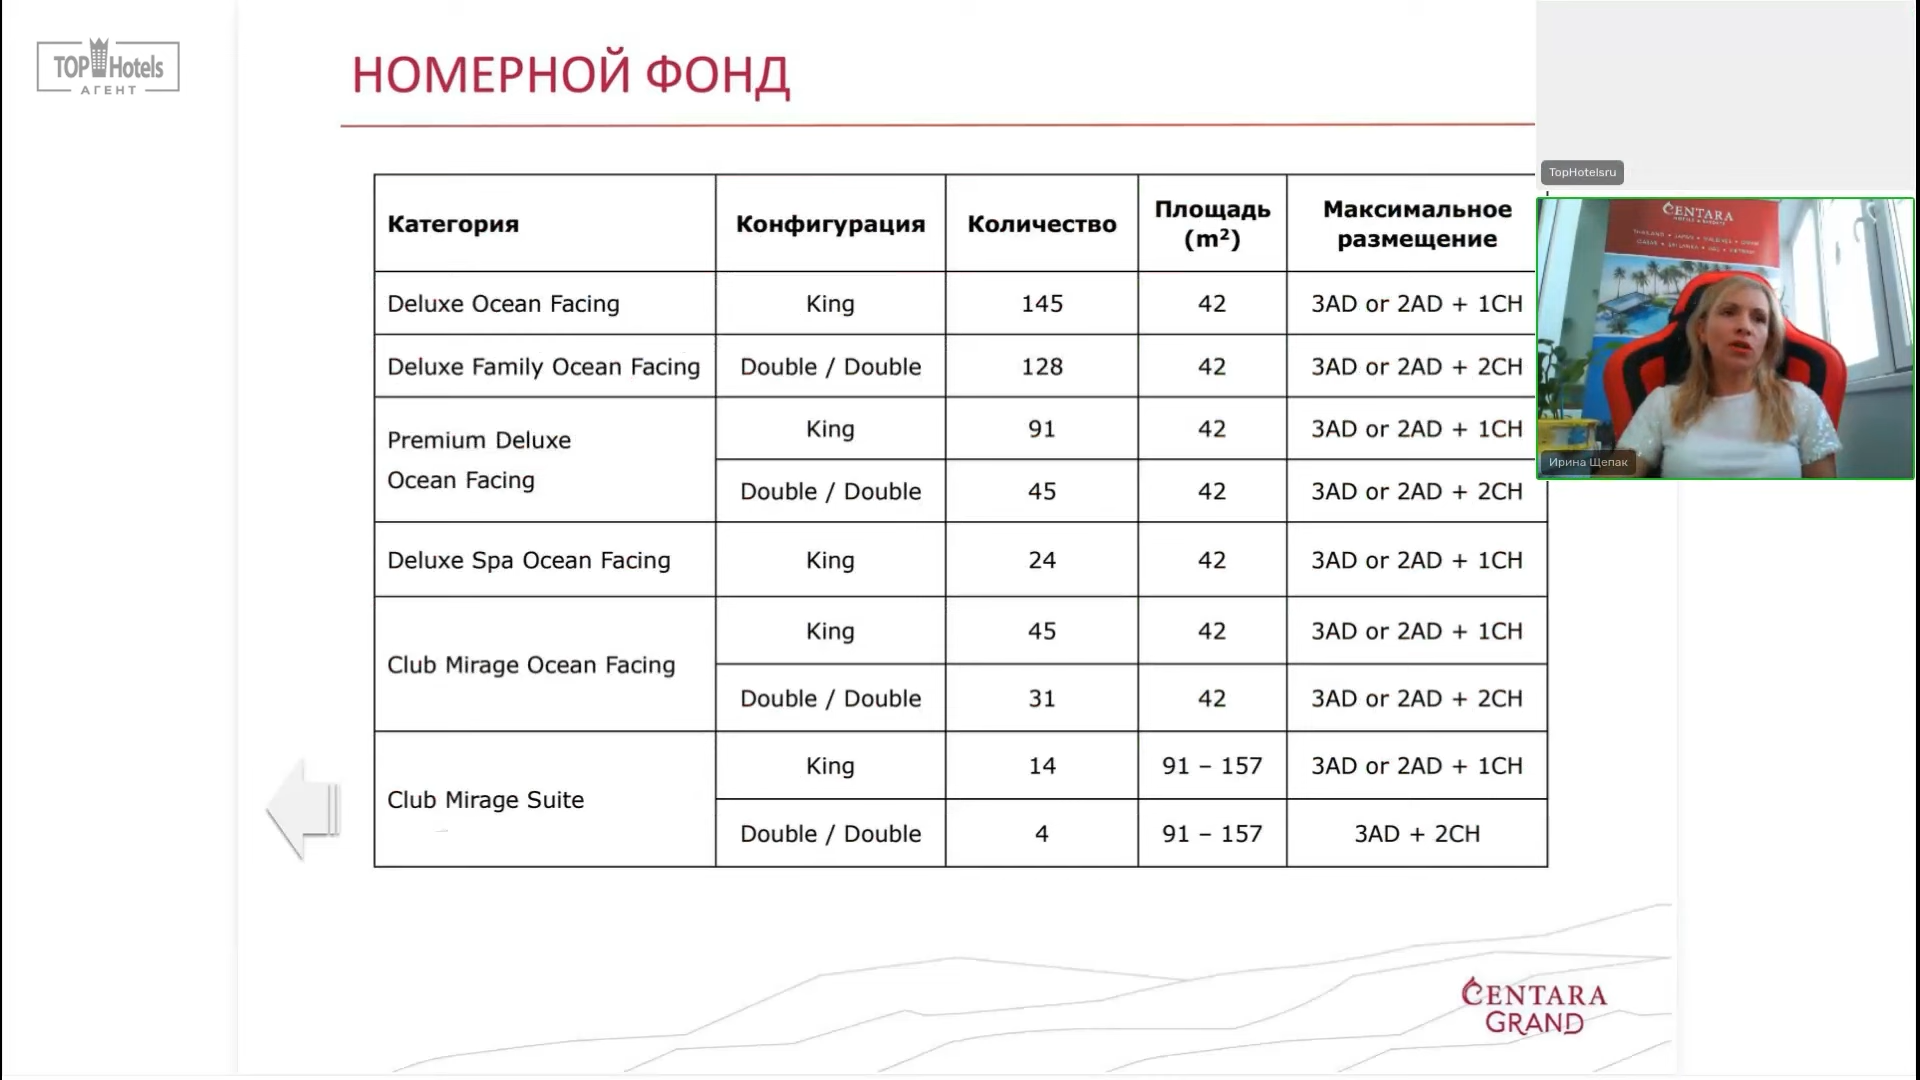 TOP Hotels
АГЕНТ
НОМЕРНОЙ ФОНД
Категория Конфигурация Количество Площадь (m²) Максимальное размещение
Deluxe Ocean Facing King 145 42 3AD or 2AD + 1CH
Deluxe Family Ocean Facing Double / Double 128 42 3AD or 2AD + 2CH
Premium Deluxe Ocean Facing King 91 42 3AD or 2AD + 1CH
Double / Double 45 42 3AD or 2AD + 2CH
Deluxe Spa Ocean Facing King 24 42 3AD or 2AD + 1CH
Club Mirage Ocean Facing King 45 42 3AD or 2AD + 1CH
Double / Double 31 42 3AD or 2AD + 2CH
Club Mirage Suite King 14 91 – 157 3AD or 2AD + 1CH
Double / Double 4 91 – 157 3AD + 2CH
TopHotelsru
CENTARA
Ирина Щепак
CENTARA
GRAND